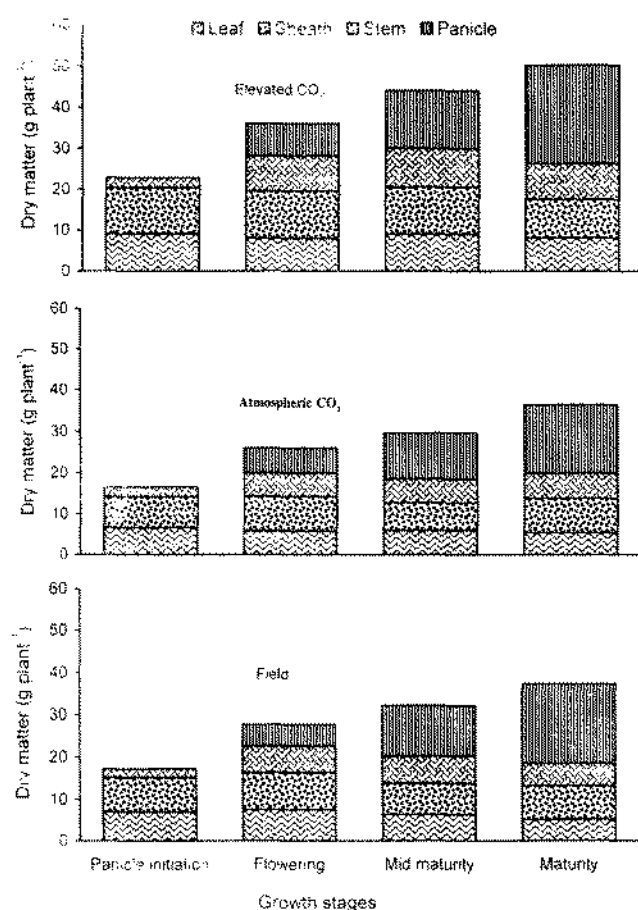 60
Leaf Sheath Stem Panicle
50
Elevated CO2
40
30
20
10
0
Dry matter (g plant-1)
60
50
40
Atmospheric CO2
30
20
10
0
Dry matter (g plant-1)
60
50
40
Field
30
20
10
0
Dry matter (g plant-1)
Panicle initiation Flowering Mid maturity Maturity
Growth stages